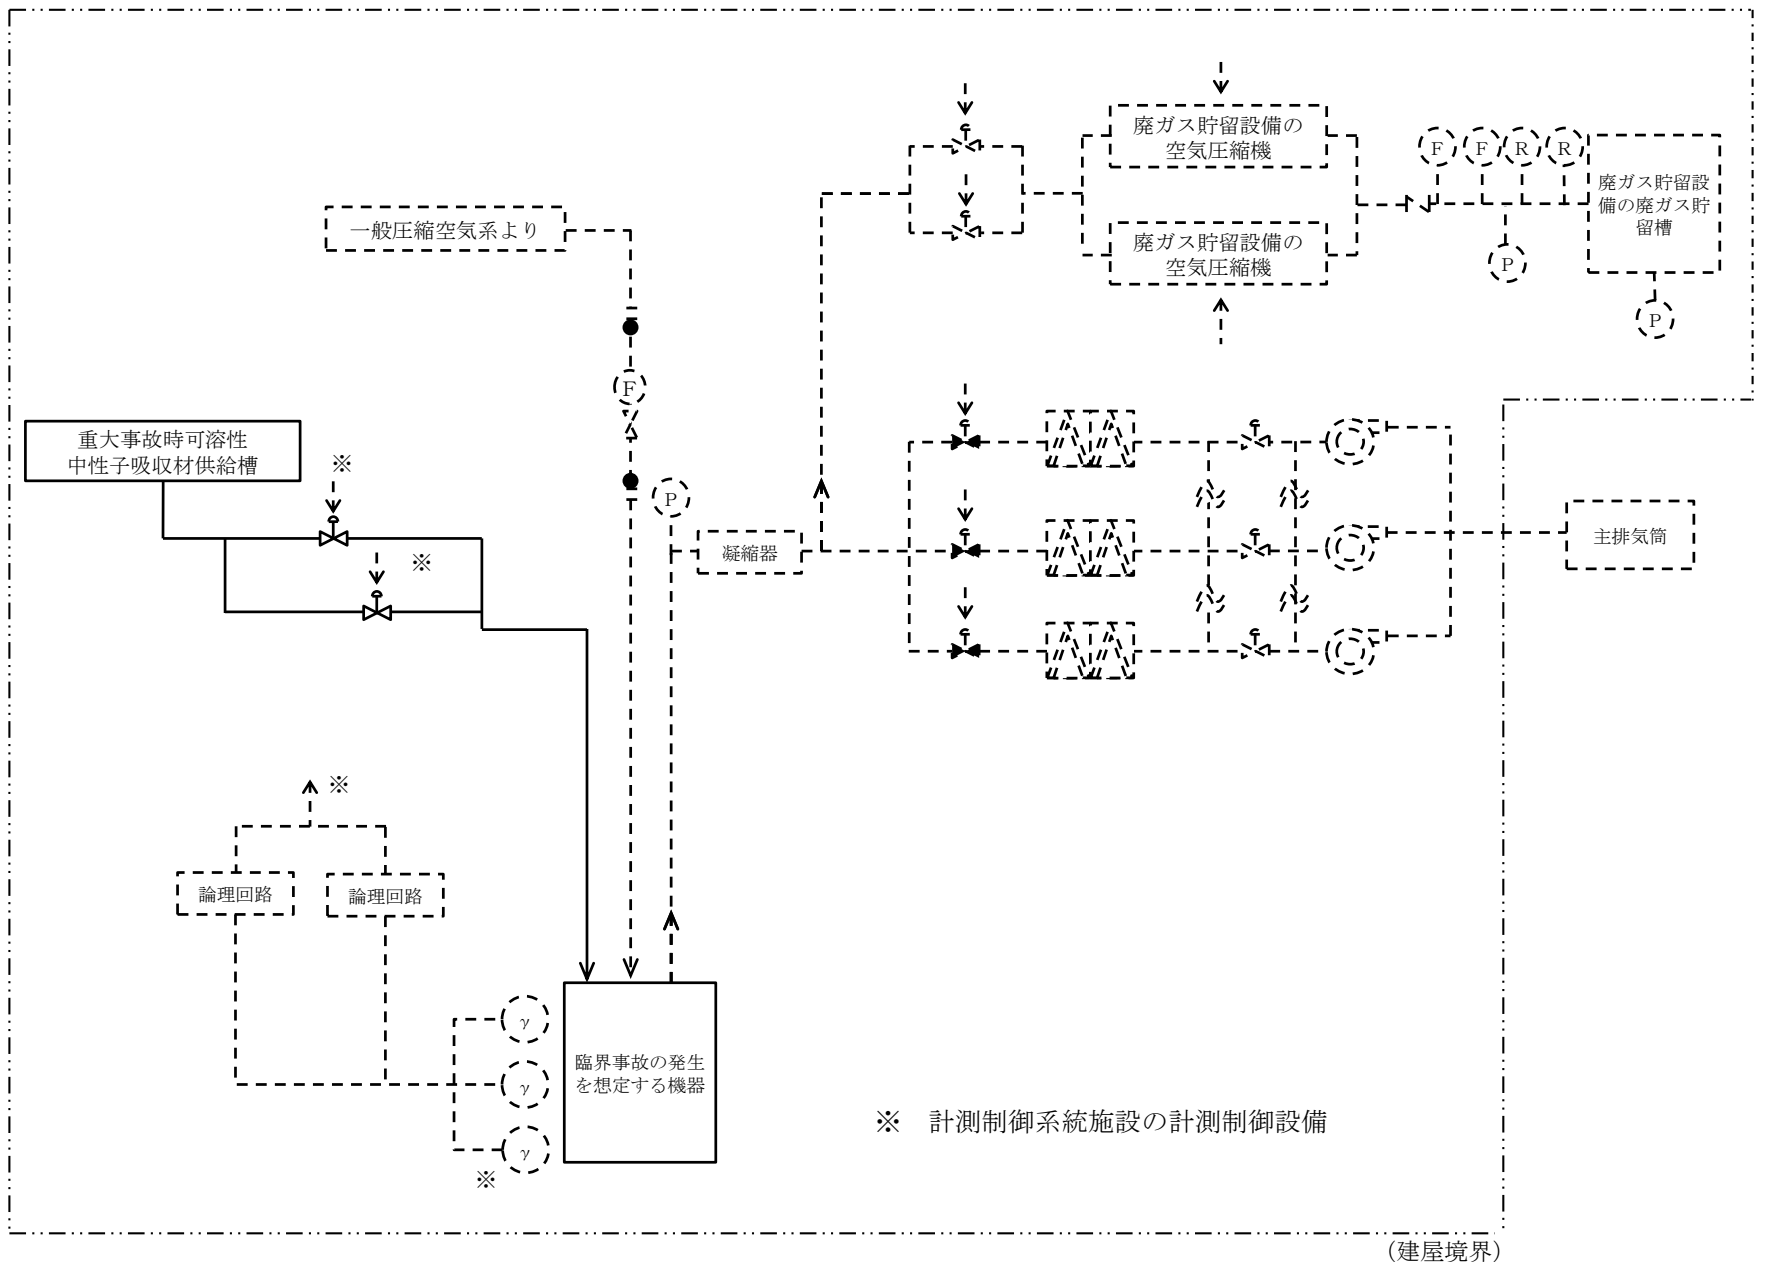 廃ガス貯留設備の
空気圧縮機
F
F
R
R
廃ガス貯留設
備の廃ガス貯
留槽
一般圧縮空気系より
廃ガス貯留設備の
空気圧縮機
P
P
F
重大事故時可溶性
中性子吸収材供給槽
※
P
※
凝縮器
主排気筒
※
論理回路
論理回路
γ
γ
γ
※
臨界事故の発生
を想定する機器
※ 計測制御系統施設の計測制御設備
(建屋境界)